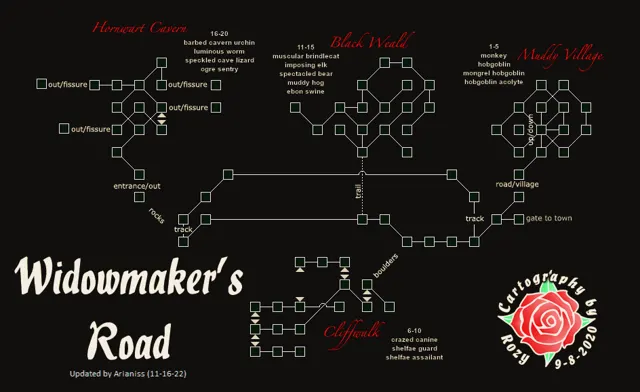 Hornwart Cavern
16-20
barbed cavern urchin
luminous worm
speckled cave lizard
ogre sentry
11-15
muscular brindlecat
imposing elk
spectacled bear
muddy hog
ebon swine
Black Weald
1-5
monkey
hobgoblin
mongrel hobgoblin
hobgoblin acolyte
Muddy Village
out/fissure
out/fissure
out/fissure
out/fissure
up/down
entrance/out
trail
road/village
rocks
track
track
gate to town
boulders
Widowmaker's
Road
Updated by Arianiss (11-16-22)
Cliffwulk
6-10
crazed canine
shelfae guard
shelfae assailant
Cartography by
Rozy 9-8-2020